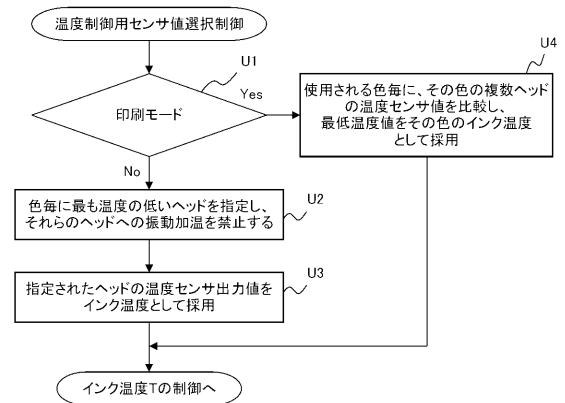 温度制御用センサ値選択制御
U1
印刷モード
Yes
U4
使用される色毎に、その色の複数ヘッド
の温度センサ値を比較し、
最低温度値をその色のインク温度
として採用
No
色毎に最も温度の低いヘッドを指定し、
それらのヘッドへの振動加温を禁止する
U2
指定されたヘッドの温度センサ出力値を
インク温度として採用
U3
インク温度Tの制御へ